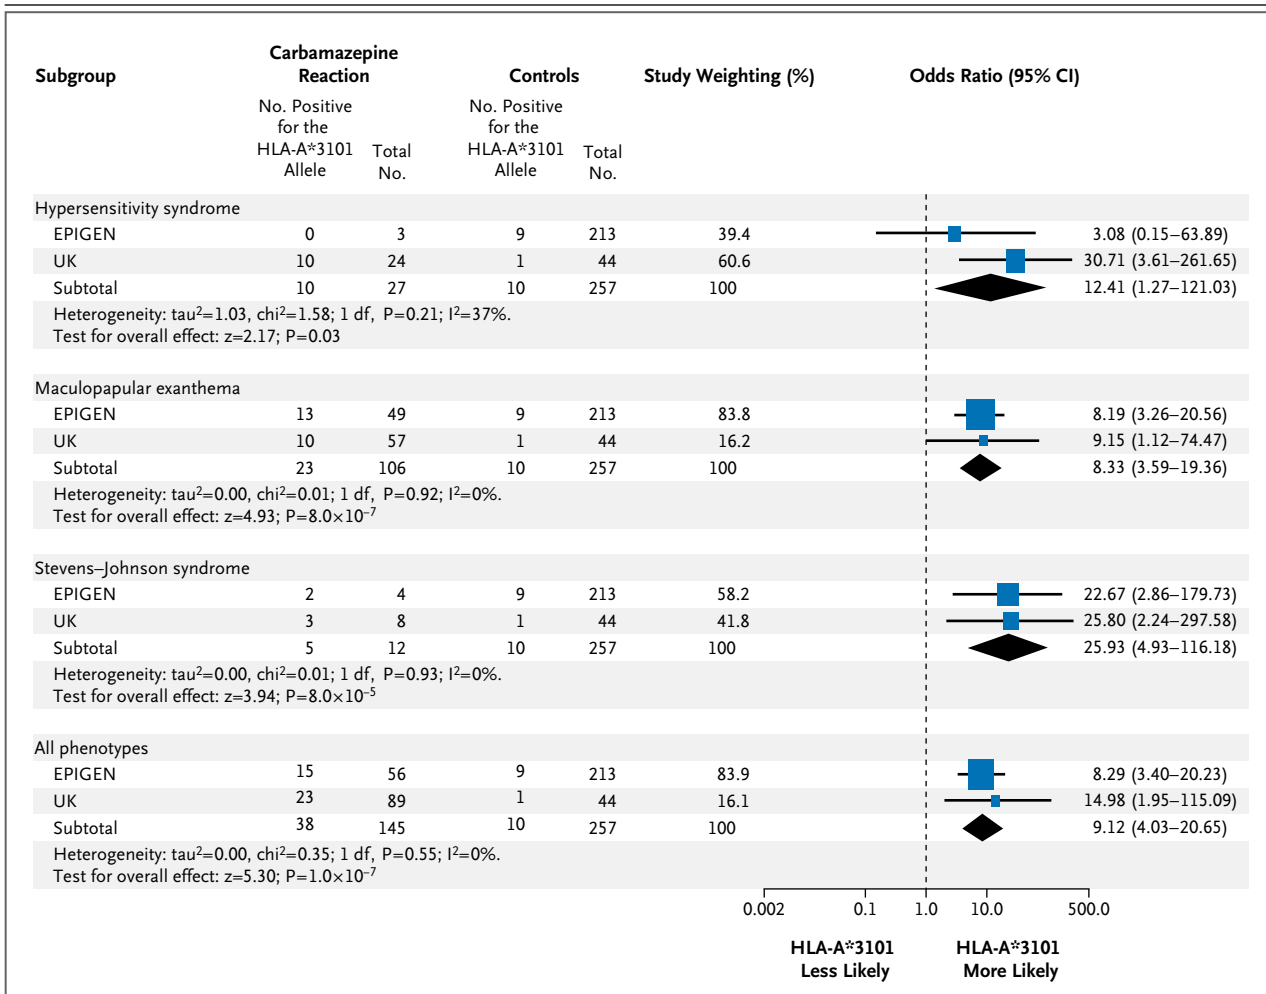 Subgroup Carbamazepine Reaction Controls Study Weighting (%) Odds Ratio (95% CI)
No. Positive for the HLA-A*3101 Allele Total No. No. Positive for the HLA-A*3101 Allele Total No.
Hypersensitivity syndrome
EPIGEN 0 3 9 213 39.4 3.08 (0.15–63.89)
UK 10 24 1 44 60.6 30.71 (3.61–261.65)
Subtotal 10 27 10 257 100 12.41 (1.27–121.03)
Heterogeneity: tau²=1.03, chi²=1.58; 1 df, P=0.21; I²=37%.
Test for overall effect: z=2.17; P=0.03
Maculopapular exanthema
EPIGEN 13 49 9 213 83.8 8.19 (3.26–20.56)
UK 10 57 1 44 16.2 9.15 (1.12–74.47)
Subtotal 23 106 10 257 100 8.33 (3.59–19.36)
Heterogeneity: tau²=0.00, chi²=0.01; 1 df, P=0.92; I²=0%.
Test for overall effect: z=4.93; P=8.0×10⁻⁷
Stevens–Johnson syndrome
EPIGEN 2 4 9 213 58.2 22.67 (2.86–179.73)
UK 3 8 1 44 41.8 25.80 (2.24–297.58)
Subtotal 5 12 10 257 100 25.93 (4.93–116.18)
Heterogeneity: tau²=0.00, chi²=0.01; 1 df, P=0.93; I²=0%.
Test for overall effect: z=3.94; P=8.0×10⁻⁵
All phenotypes
EPIGEN 15 56 9 213 83.9 8.29 (3.40–20.23)
UK 23 89 1 44 16.1 14.98 (1.95–115.09)
Subtotal 38 145 10 257 100 9.12 (4.03–20.65)
Heterogeneity: tau²=0.00, chi²=0.35; 1 df, P=0.55; I²=0%.
Test for overall effect: z=5.30; P=1.0×10⁻⁷
0.002 0.1 1.0 10.0 500.0
HLA-A*3101 Less Likely HLA-A*3101 More Likely